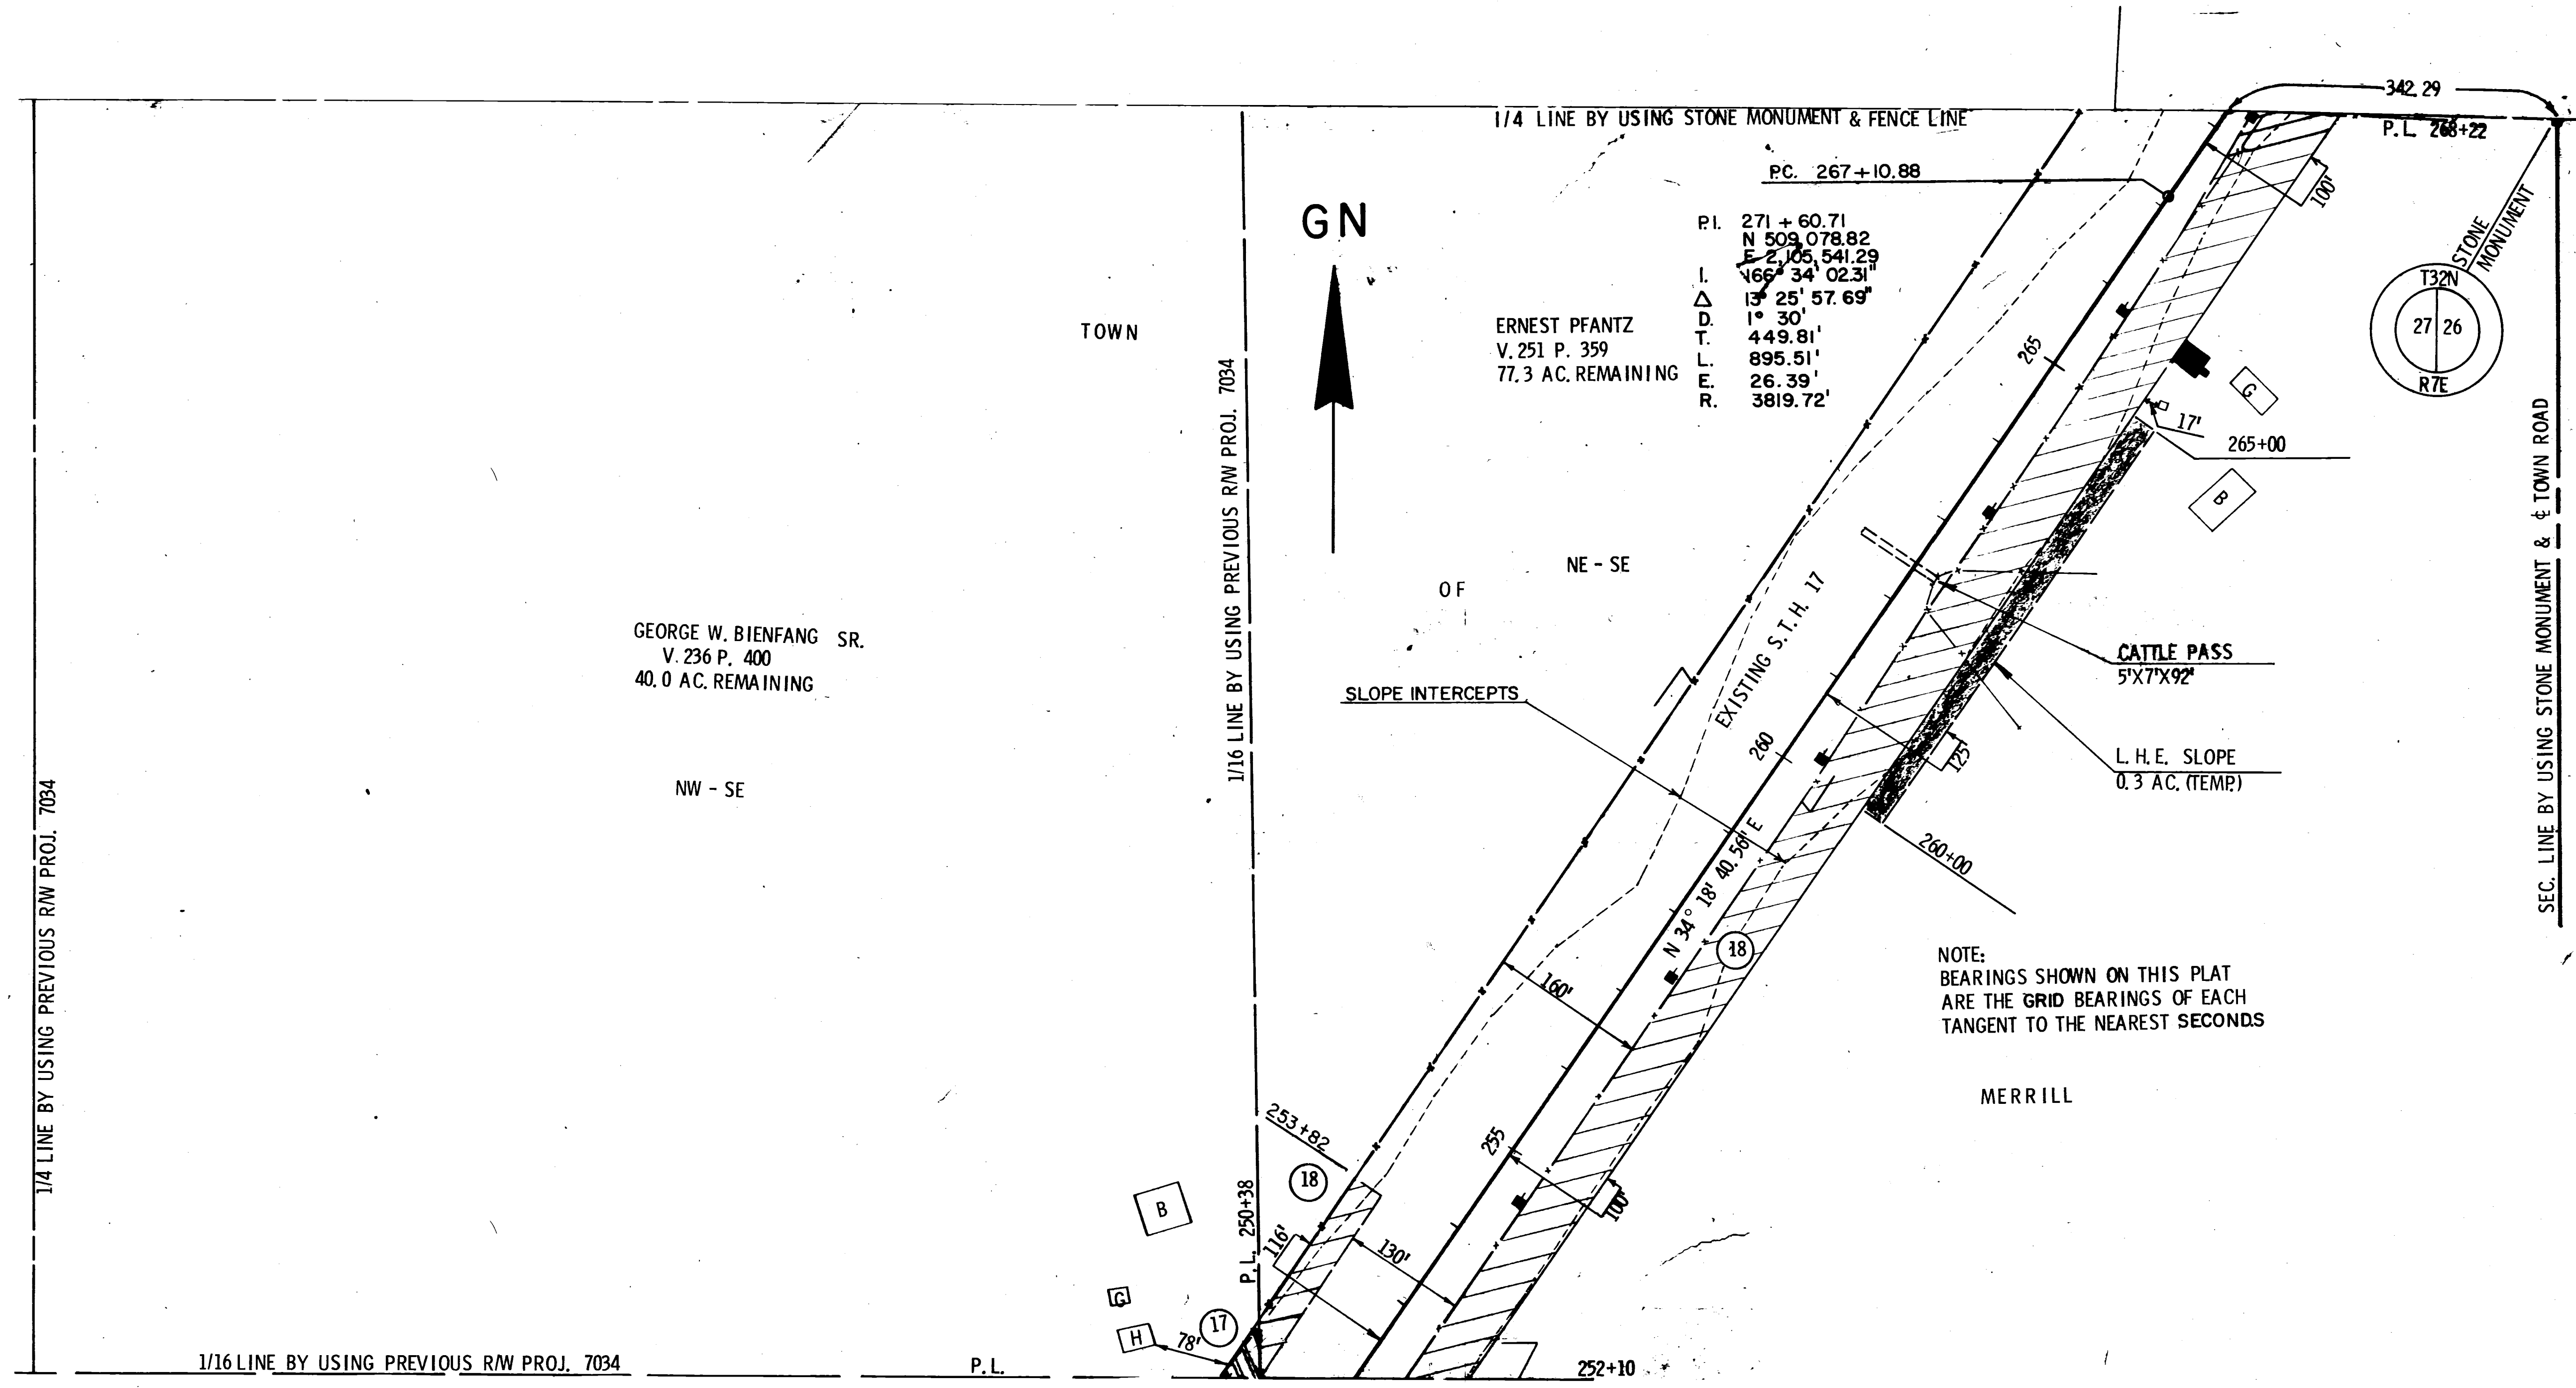 342.29
1/4 LINE BY USING STONE MONUMENT & FENCE LINE
P.L. 268+22
P.C. 267+10.88
100'
STONE
MONUMENT
GN
P.I. 271 + 60.71
N 509,078.82
E 2,105,541.29
I. 166° 34' 02.31"
Δ 13° 25' 57.69"
D. 1° 30'
T. 449.81'
L. 895.51'
E. 26.39'
R. 3819.72'
T32N
27 26
R7E
TOWN
ERNEST PFANTZ
V. 251 P. 359
77.3 AC. REMAINING
265
G
17'
265+00
B
1/16 LINE BY USING PREVIOUS R/W PROJ. 7034
SEC. LINE BY USING STONE MONUMENT & ℄ TOWN ROAD
NE - SE
OF
EXISTING S.T.H. 17
GEORGE W. BIENFANG SR.
V. 236 P. 400
40.0 AC. REMAINING
CATTLE PASS
5'X7'X92'
SLOPE INTERCEPTS
260
125'
L. H. E. SLOPE
0.3 AC. (TEMP.)
NW - SE
1/4 LINE BY USING PREVIOUS R/W PROJ. 7034
N 34° 18' 40.56" E
260+00
18
160'
NOTE:
BEARINGS SHOWN ON THIS PLAT
ARE THE GRID BEARINGS OF EACH
TANGENT TO THE NEAREST SECONDS
MERRILL
253+82
255
18
100'
B
P.L. 250+38
116'
130'
G
17
H
78'
1/16 LINE BY USING PREVIOUS R/W PROJ. 7034
P.L.
252+10